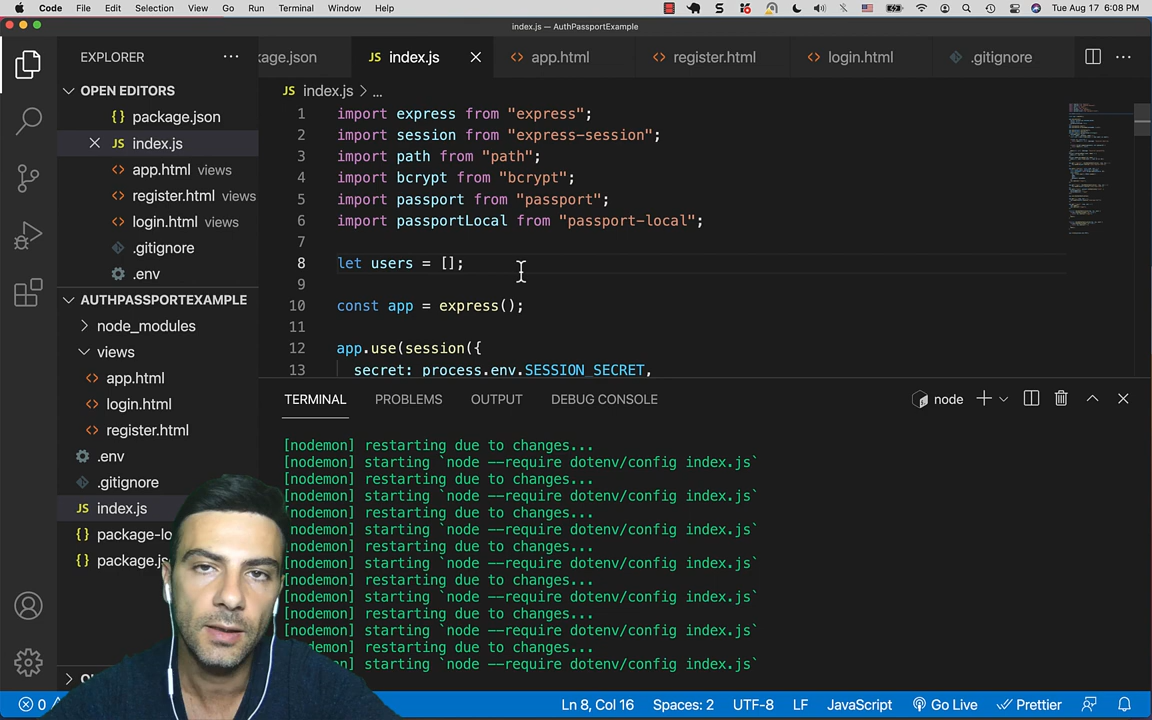 Code File Edit Selection View Go Run Terminal Window Help Tue Aug 17 6:08 PM
index.js — AuthPassportExample
EXPLORER
kage.json index.js app.html register.html login.html .gitignore
OPEN EDITORS
package.json
index.js
app.html views
register.html views
login.html views
.gitignore
.env
AUTHPASSPORTEXAMPLE
node_modules
views
app.html
login.html
register.html
.env
.gitignore
JS index.js
{} package-lo
{} package.js
JS index.js > ...
1 import express from "express";
2 import session from "express-session";
3 import path from "path";
4 import bcrypt from "bcrypt";
5 import passport from "passport";
6 import passportLocal from "passport-local";
7
8 let users = [];
9
10 const app = express();
11
12 app.use(session({
13 secret: process.env.SESSION_SECRET,
TERMINAL PROBLEMS OUTPUT DEBUG CONSOLE node
[nodemon] restarting due to changes...
[nodemon] starting `node --require dotenv/config index.js`
[nodemon] restarting due to changes...
[nodemon] starting `node --require dotenv/config index.js`
[nodemon] restarting due to changes...
[nodemon] starting `node --require dotenv/config index.js`
[nodemon] restarting due to changes...
[nodemon] starting `node --require dotenv/config index.js`
[nodemon] restarting due to changes...
[nodemon] starting `node --require dotenv/config index.js`
[nodemon] restarting due to changes...
[nodemon] starting `node --require dotenv/config index.js`
[nodemon] restarting due to changes...
[nodemon] starting `node --require dotenv/config index.js`
0 Ln 8, Col 16 Spaces: 2 UTF-8 LF JavaScript Go Live Prettier